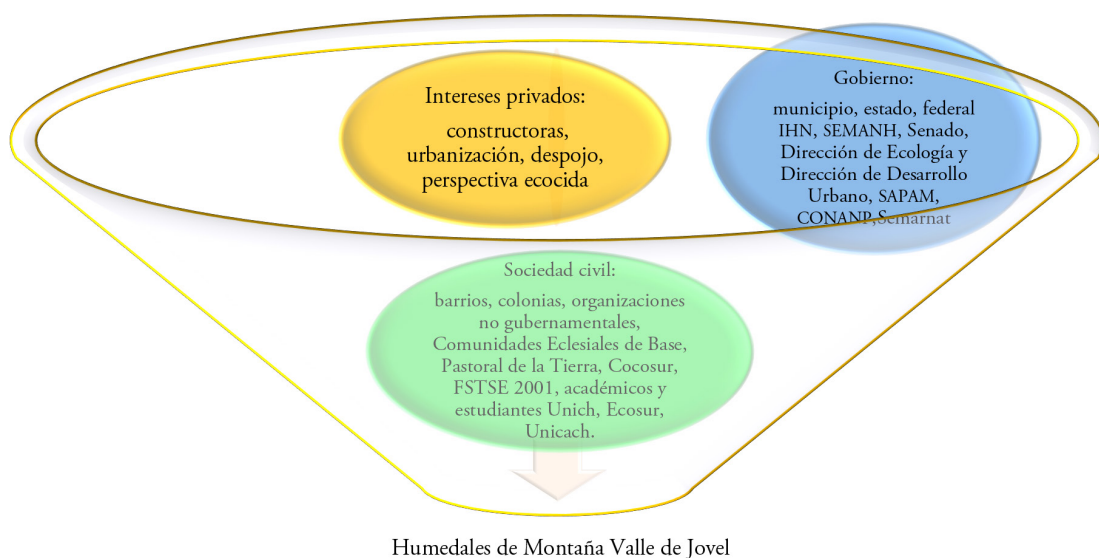 Intereses privados:
constructoras,
urbanización, despojo,
perspectiva ecocida
Gobierno:
municipio, estado, federal
IHN, SEMANH, Senado,
Dirección de Ecología y
Dirección de Desarrollo
Urbano, SAPAM,
CONANP,Semarnat
Sociedad civil:
barrios, colonias, organizaciones
no gubernamentales,
Comunidades Eclesiales de Base,
Pastoral de la Tierra, Cocosur,
FSTSE 2001, académicos y
estudiantes Unich, Ecosur,
Unicach.
Humedales de Montaña Valle de Jovel